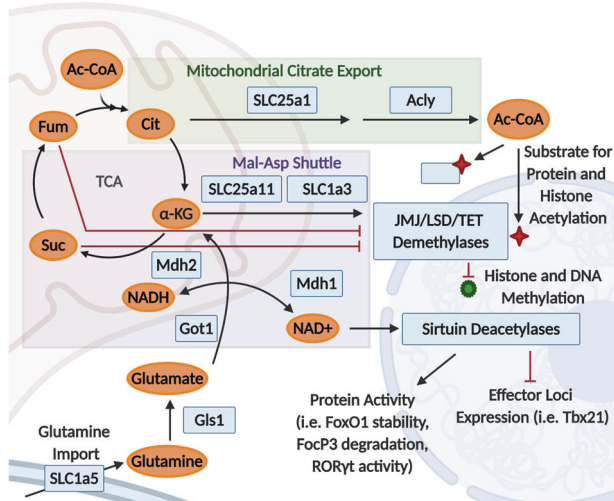 Mitochondrial Citrate Export
Ac-CoA
SLC25a1
Acly
Fum
Cit
Ac-CoA
Mal-Asp Shuttle
TCA
SLC25a11
SLC1a3
Substrate for
Protein and
Histone
Acetylation
α-KG
JMJ/LSD/TET
Demethylases
Suc
Mdh2
Mdh1
NADH
Histone and DNA
Methylation
Got1
NAD+
Sirtuin Deacetylases
Glutamate
Protein Activity
(i.e. FoxO1 stability,
FocP3 degradation,
RORγt activity)
Effector Loci
Expression (i.e. Tbx21)
Gls1
Glutamine
Import
SLC1a5
Glutamine